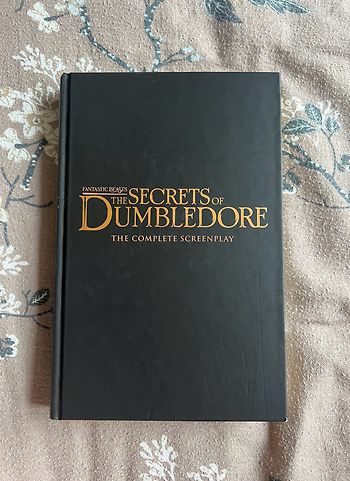 FANTASTIC BEASTS
THE SECRETS OF
DUMBLEDORE
THE COMPLETE SCREENPLAY